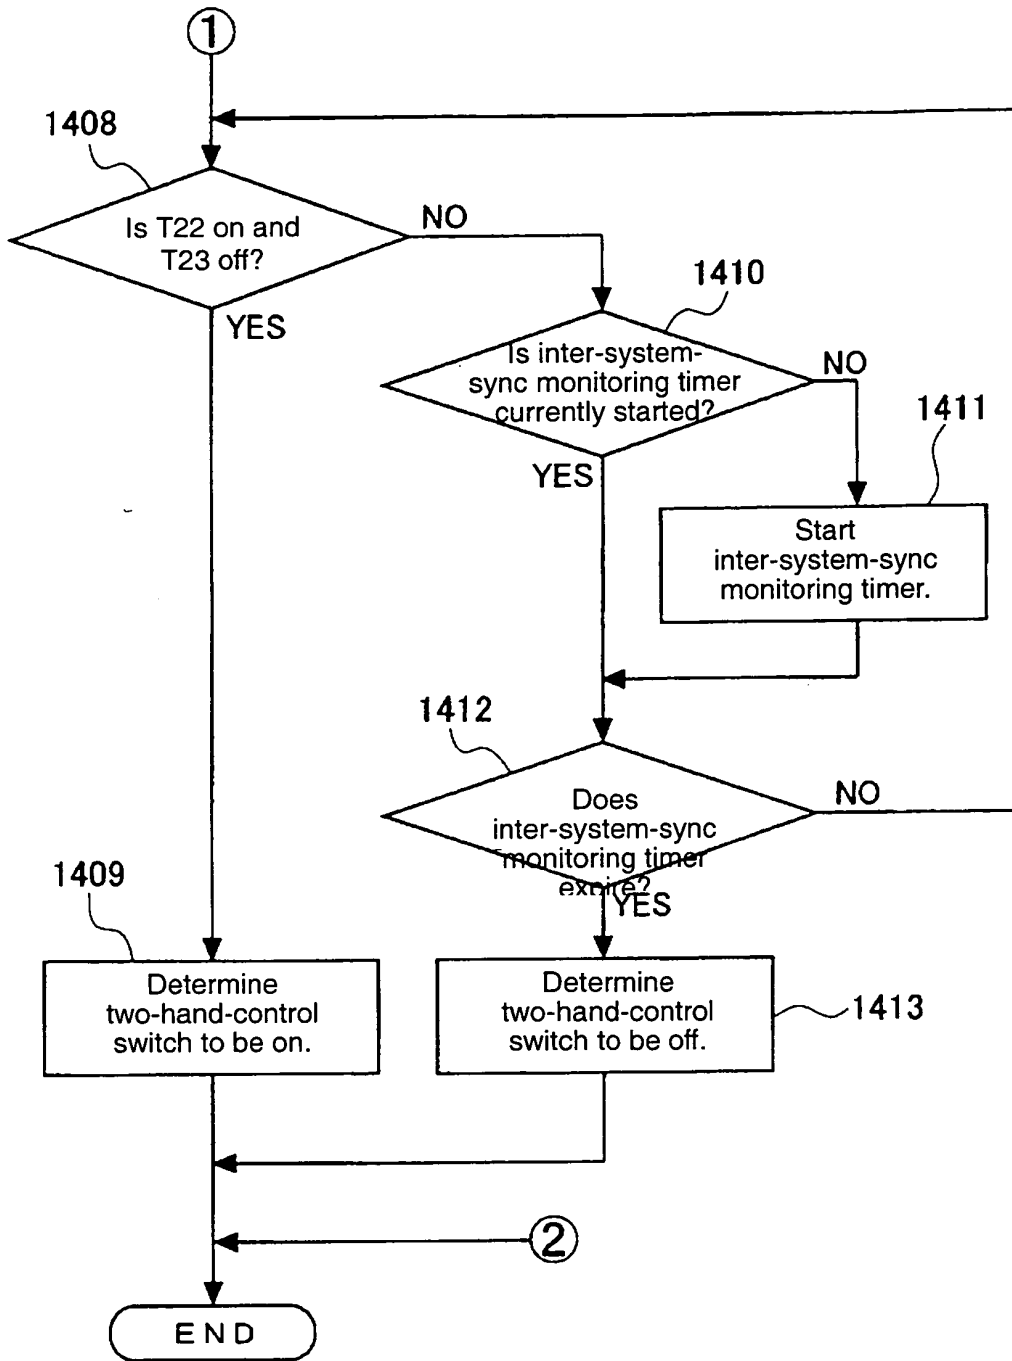 1
1408
Is T22 on and
T23 off?
NO
YES
1410
Is inter-system-
sync monitoring timer
currently started?
NO
YES
1411
Start
inter-system-sync
monitoring timer.
1412
Does
inter-system-sync
monitoring timer
expire?
NO
YES
1409
Determine
two-hand-control
switch to be on.
Determine
two-hand-control
switch to be off.
1413
2
END